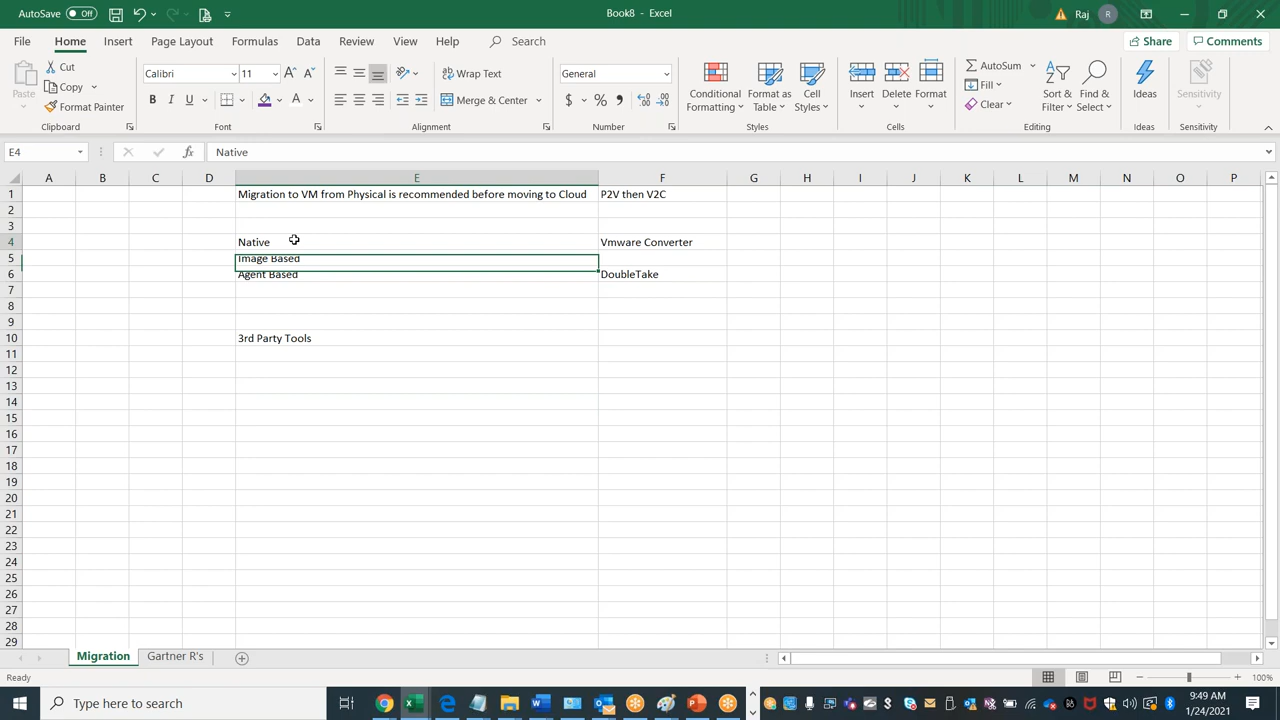 AutoSave Off
Book8 - Excel
Raj R
File Home Insert Page Layout Formulas Data Review View Help Search
Share Comments
Paste Cut Copy Format Painter Clipboard
Calibri 11 A A B I U A Font
Wrap Text Merge & Center Alignment
General $ % , Number
Conditional Formatting Format as Table Cell Styles Styles
Insert Delete Format Cells
AutoSum Fill Clear Sort & Filter Find & Select Editing
Ideas Ideas
Sensitivity Sensitivity
E4 fx Native
A B C D E F G H I J K L M N O P
1 Migration to VM from Physical is recommended before moving to Cloud P2V then V2C
2
3
4 Native Vmware Converter
5 Image Based
6 Agent Based DoubleTake
7
8
9
10 3rd Party Tools
11
12
13
14
15
16
17
18
19
20
21
22
23
24
25
26
27
28
29
Migration Gartner R's
Ready 100%
Type here to search
9:49 AM
1/24/2021